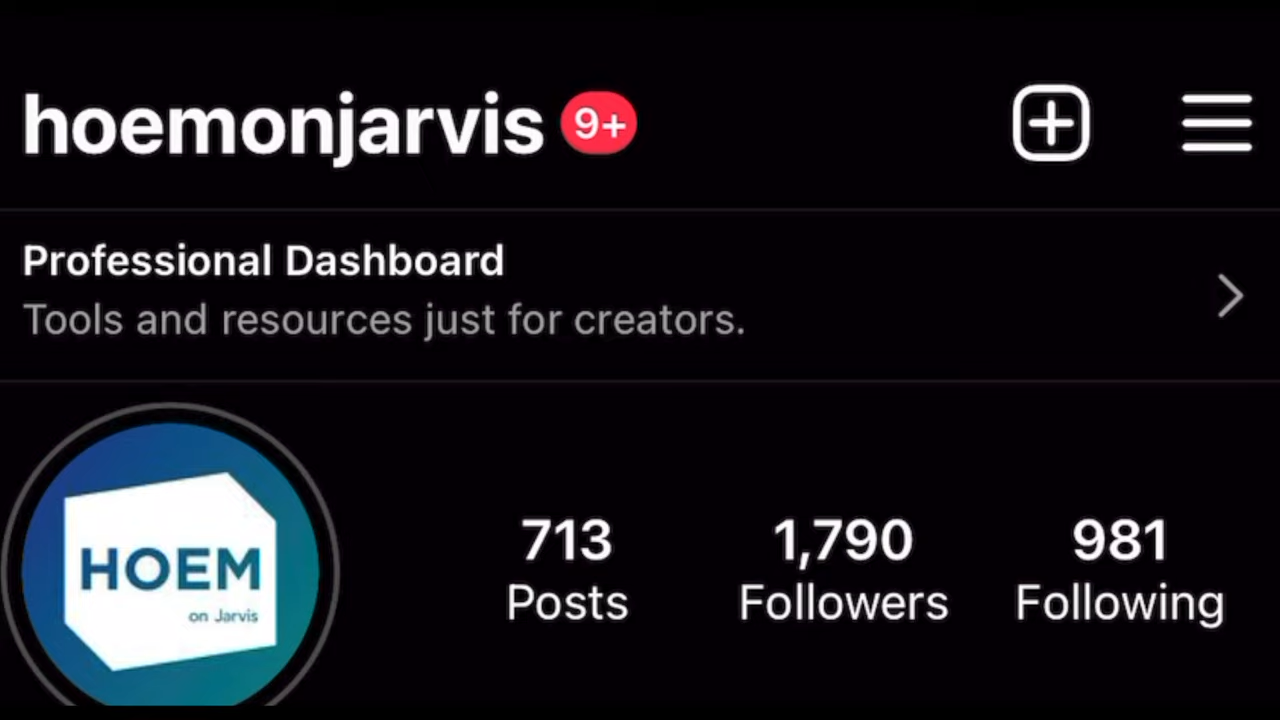 hoemonjarvis 9+
Professional Dashboard
Tools and resources just for creators.
HOEM
on Jarvis
713 1,790 981
Posts Followers Following